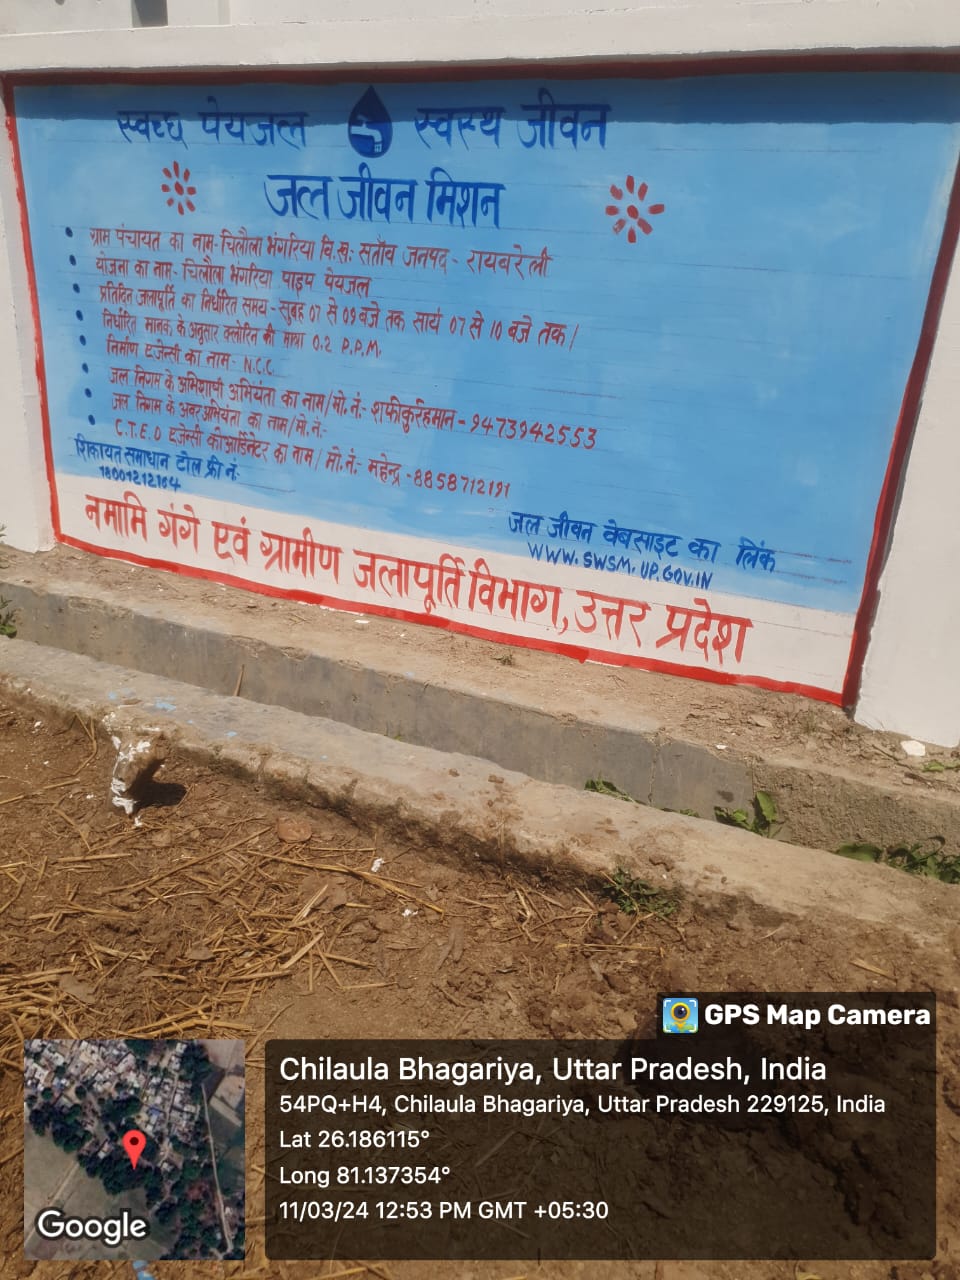 स्वच्छ पेयजल स्वस्थ जीवन
जल जीवन मिशन
• ग्राम पंचायत का नाम- चिलौला भंगरिया वि.ख: सताँव जनपद - रायबरेली
• योजना का नाम- चिलौला भंगरिया पाइप पेयजल
• प्रतिदिन जलापूर्ति का निर्धारित समय - सुबह 07 से 09 बजे तक सायं 07 से 10 बजे तक।
• निर्धारित मानक के अनुसार क्लोरिन की मात्रा 0.2 P.P.M.
• निर्माण एजेन्सी का नाम- N.C.C.
• जल निगम के अभिशाषी अभियंता का नाम/मो.नं:- शफीकुर्रहमान - 9473942553
• जल निगम के अवर अभियंता का नाम/मो.नं:-
• C.T.E.D एजेन्सी कोआर्डिनेटर का नाम/ मो.नं:- महेन्द्र - 8858712191
शिकायत समाधान टोल फ्री नं:-
18001212164
जल जीवन वेबसाइट का लिंक
WWW.SWSM.UP.GOV.IN
नमामि गंगे एवं ग्रामीण जलापूर्ति विभाग, उत्तर प्रदेश
GPS Map Camera
Chilaula Bhagariya, Uttar Pradesh, India
54PQ+H4, Chilaula Bhagariya, Uttar Pradesh 229125, India
Lat 26.186115°
Long 81.137354°
11/03/24 12:53 PM GMT +05:30
Google